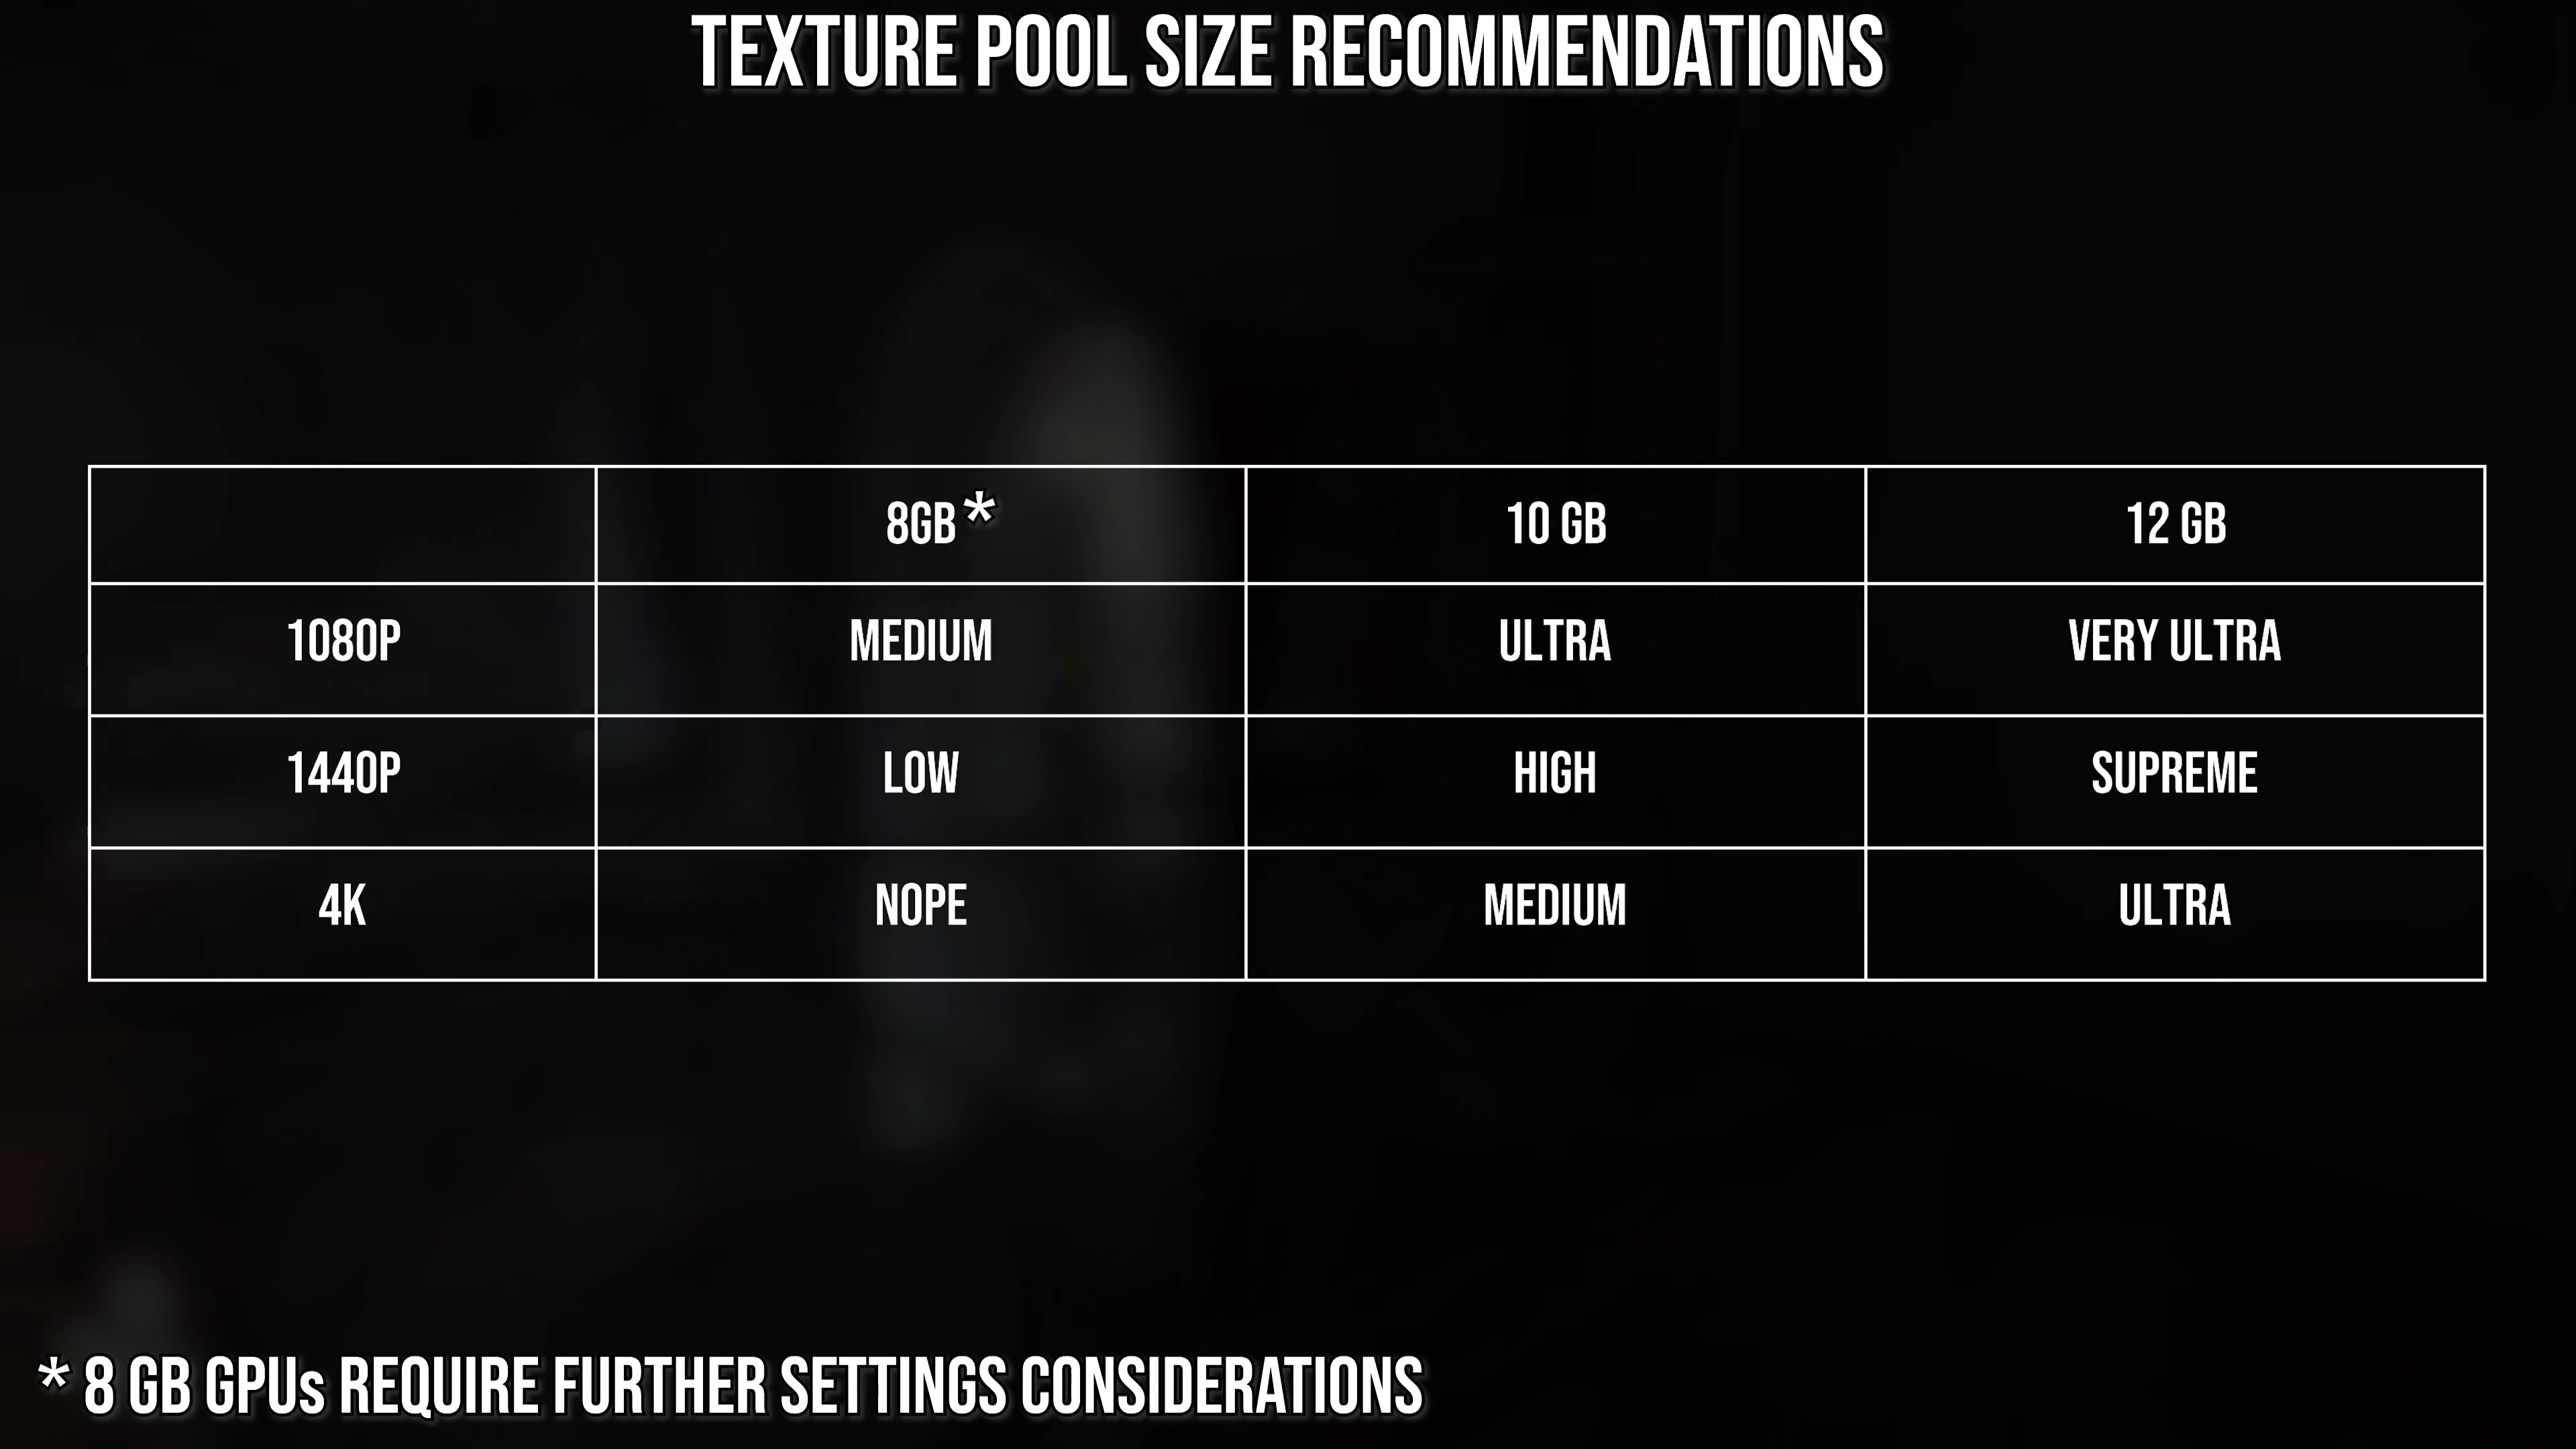 TEXTURE POOL SIZE RECOMMENDATIONS
8GB* 10 GB 12 GB
1080P MEDIUM ULTRA VERY ULTRA
1440P LOW HIGH SUPREME
4K NOPE MEDIUM ULTRA
* 8 GB GPUs REQUIRE FURTHER SETTINGS CONSIDERATIONS